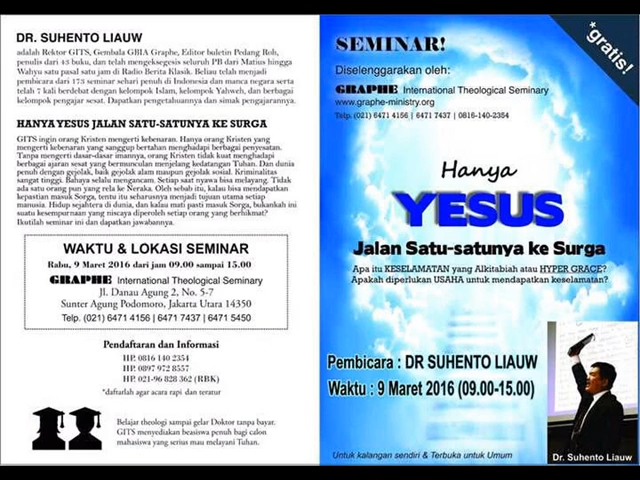 DR. SUHENTO LIAUW
adalah Rektor GITS, Gembala GBIA Graphe, Editor buletin Pedang Roh,
penulis dari 43 buku, dan telah mengeksegesis seluruh PB dari Matius hingga
Wahyu satu pasal satu jam di Radio Berita Klasik. Beliau telah menjadi
pembicara dari 173 seminar sehari penuh di Indonesia dan manca negara serta
telah 7 kali berdebat dengan kelompok Islam, kelompok Yahweh, dan berbagai
kelompok pengajar sesat. Dapatkan pengetahuannya dan simak pengajarannya.
HANYA YESUS JALAN SATU-SATUNYA KE SURGA
GITS ingin orang Kristen mengerti kebenaran. Hanya orang Kristen yang
mengerti kebenaran yang sanggup bertahan menghadapi berbagai penyesatan.
Tanpa mengerti dasar-dasar imannya, orang Kristen tidak kuat menghadapi
berbagai ajaran sesat yang bermunculan menjelang kedatangan Tuhan. Dan dunia
penuh dengan gejolak, baik gejolak alam maupun gejolak sosial. Kriminalitas
sangat tinggi. Bahaya selalu mengancam. Setiap saat nyawa bisa melayang. Tidak
ada satu orang pun yang rela ke Neraka. Oleh sebab itu, kalau bisa mendapatkan
kepastian masuk Sorga, tentu itu seharusnya menjadi tujuan utama setiap
manusia. Hidup sejahtera di dunia, dan kalau mati pasti masuk Sorga, bukankah ini
suatu kesempurnaan yang niscaya diperoleh setiap orang yang berhikmat?
Ikutilah seminar ini dan dapatkan jawabannya.
WAKTU & LOKASI SEMINAR
Rabu, 9 Maret 2016 dari jam 09.00 sampai 15.00
GRAPHE International Theological Seminary
Jl. Danau Agung 2, No. 5-7
Sunter Agung Podomoro, Jakarta Utara 14350
Telp. (021) 6471 4156 | 6471 7437 | 6471 5450
Pendaftaran dan Informasi
HP. 0816 140 2354
HP. 0897 972 8557
HP. 021-96 828 362 (RBK)
*daftarlah agar acara rapi dan teratur
Belajar theologi sampai gelar Doktor tanpa bayar.
GITS menyediakan beasiswa penuh bagi calon
mahasiswa yang serius mau melayani Tuhan.
*gratis!
SEMINAR!
Diselenggarakan oleh:
GRAPHE International Theological Seminary
www.graphe-ministry.org
Telp. (021) 6471 4156 | 6471 7437 | 0816-140-2354
Hanya
YESUS
Jalan Satu-satunya ke Surga
Apa itu KESELAMATAN yang Alkitabiah atau HYPER GRACE?
Apakah diperlukan USAHA untuk mendapatkan keselamatan?
Pembicara : DR SUHENTO LIAUW
Waktu : 9 Maret 2016 (09.00-15.00)
Untuk kalangan sendiri & Terbuka untuk Umum
Dr. Suhento Liauw